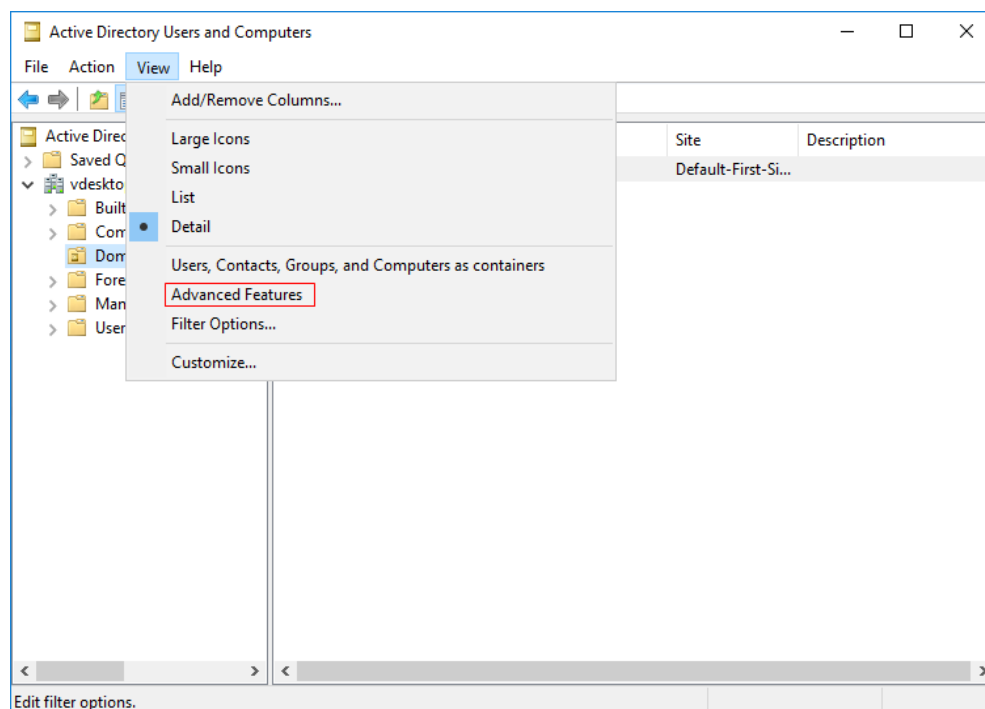 Active Directory Users and Computers
File Action View Help
Add/Remove Columns...
Large Icons
Small Icons
List
Detail
Users, Contacts, Groups, and Computers as containers
Advanced Features
Filter Options...
Customize...
Active Direc
Saved Q
vdeskto
Built
Com
Dom
Fore
Man
User
Site Description
Default-First-Si...
Edit filter options.